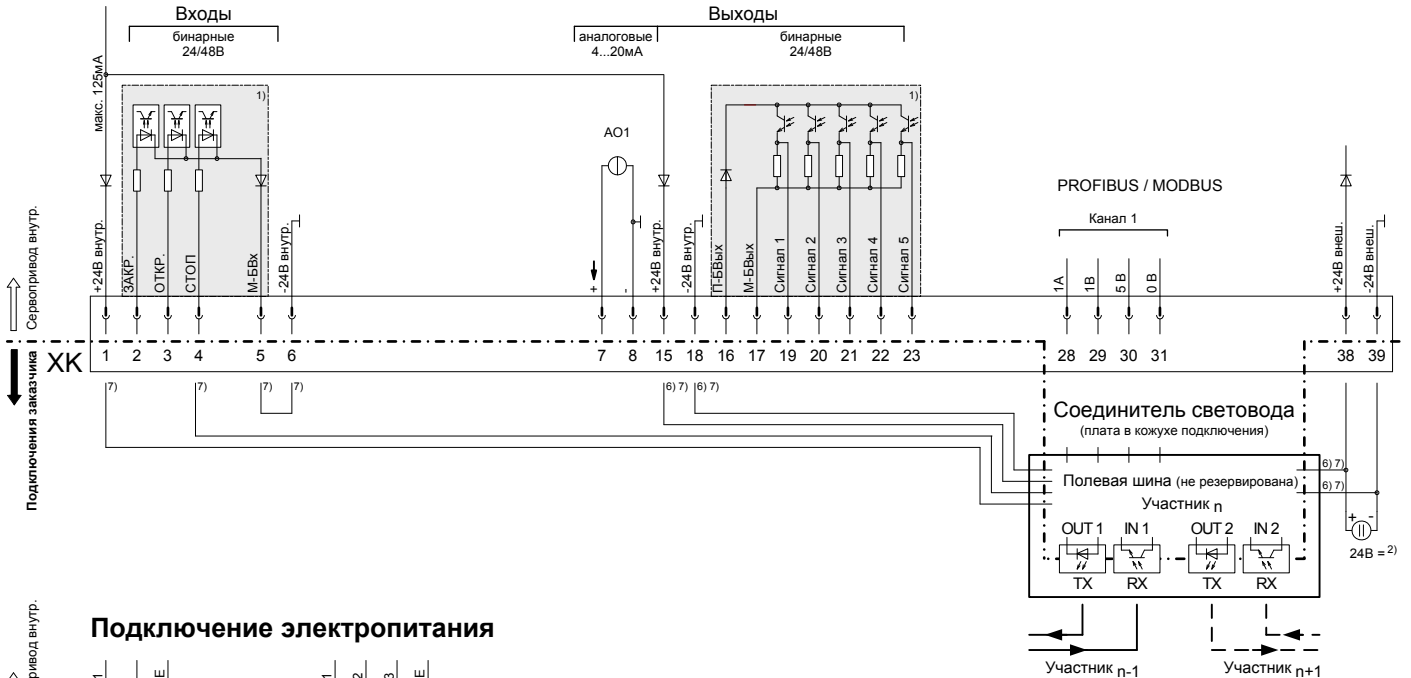 Входы
Выходы
бинарные
24/48В
аналоговые
4...20мА
бинарные
24/48В
макс. 125мА
1)
1)
AO1
PROFIBUS / MODBUS
Канал 1
+24В внутр.
ЗАКР.
ОТКР.
СТОП
М-БВх
-24В внутр.
+
-
+24В внутр.
-24В внутр.
П-БВых
М-БВых
Сигнал 1
Сигнал 2
Сигнал 3
Сигнал 4
Сигнал 5
1A
1B
5 В
0 В
+24В внеш.
-24В внеш.
Сервопривод внутр.
Подключения заказчика
XK 1 2 3 4 5 6 7 8 15 18 16 17 19 20 21 22 23 28 29 30 31 38 39
7) 7) 7) 7) 6) 7) 6) 7)
Соединитель световода
(плата в кожухе подключения)
6) 7)
Полевая шина (не резервирована)
6) 7)
Участник n
OUT 1 IN 1 OUT 2 IN 2
+ -
24В = 2)
TX RX TX RX
Участник n-1 Участник n+1
Подключение электропитания
ривод внутр.
1
E
1
2
3
E